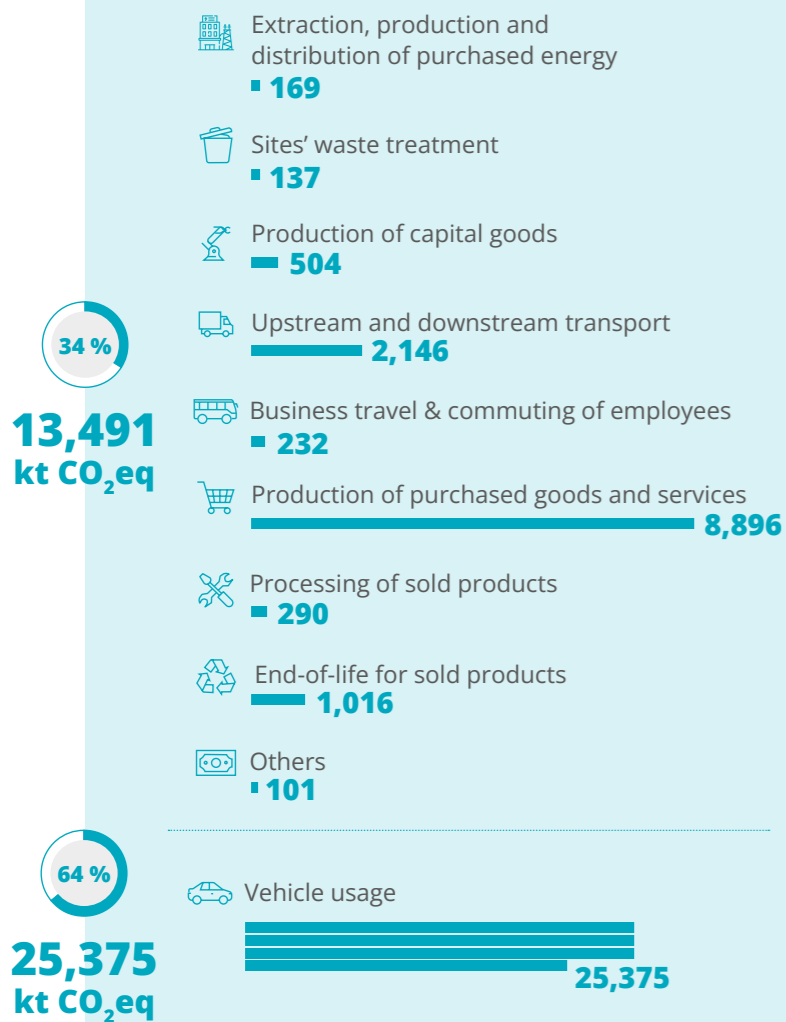 Extraction, production and
distribution of purchased energy
169
Sites' waste treatment
137
Production of capital goods
504
34 %
13,491
kt CO₂eq
Upstream and downstream transport
2,146
Business travel & commuting of employees
232
Production of purchased goods and services
8,896
Processing of sold products
290
End-of-life for sold products
1,016
Others
101
64 %
25,375
kt CO₂eq
Vehicle usage
25,375